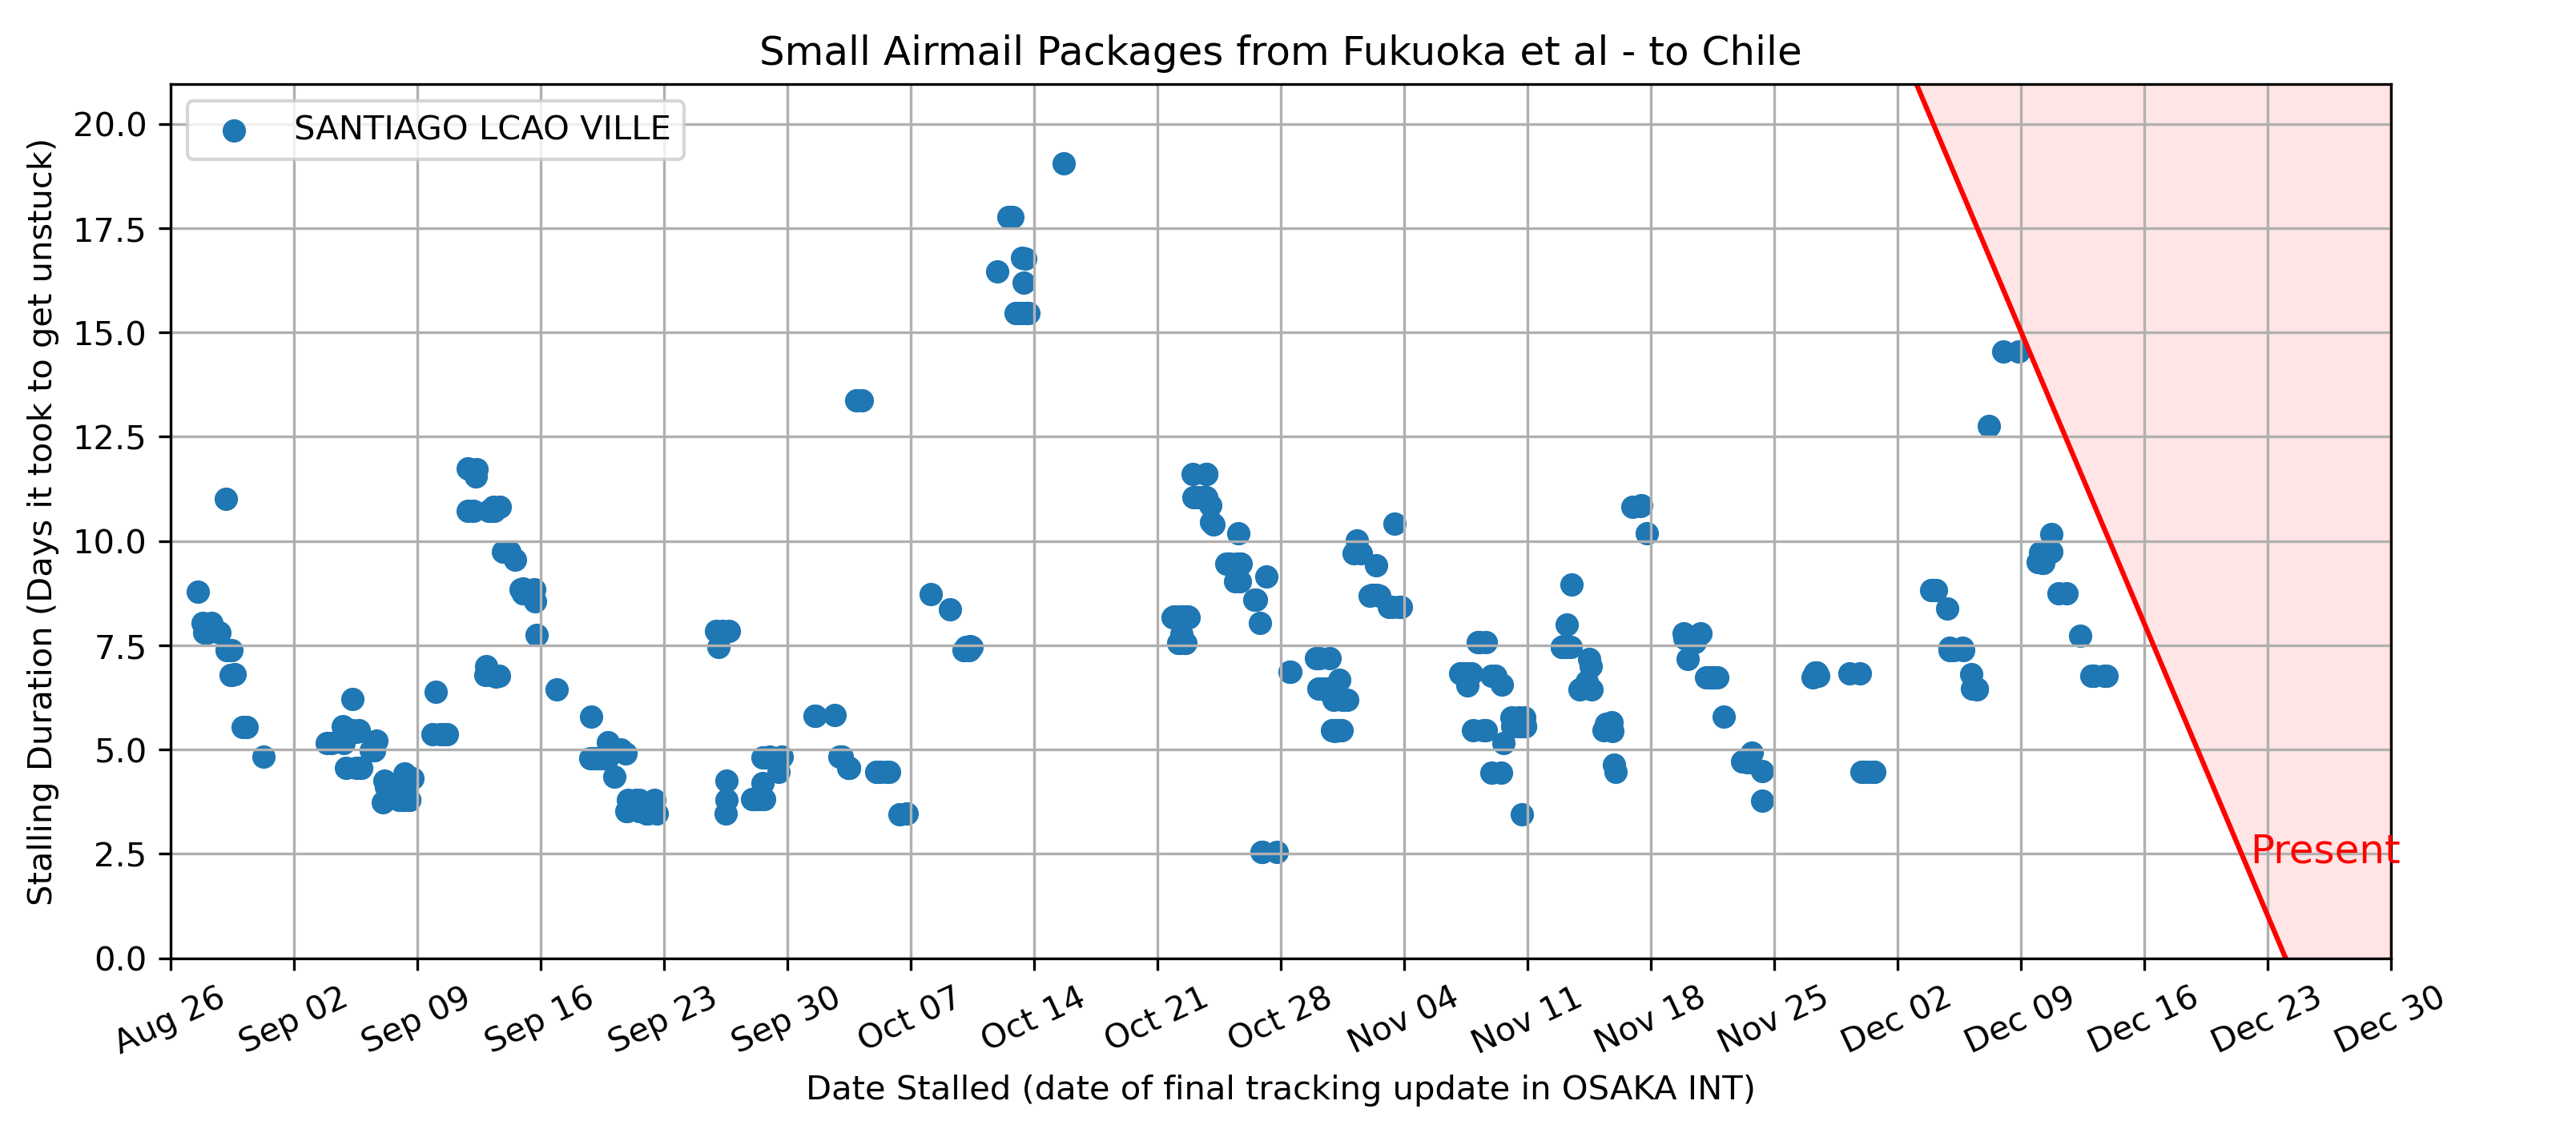 Small Airmail Packages from Fukuoka et al - to Chile
SANTIAGO LCAO VILLE
Stalling Duration (Days it took to get unstuck)
20.0
17.5
15.0
12.5
10.0
7.5
5.0
2.5
0.0
Present
Aug 26 Sep 02 Sep 09 Sep 16 Sep 23 Sep 30 Oct 07 Oct 14 Oct 21 Oct 28 Nov 04 Nov 11 Nov 18 Nov 25 Dec 02 Dec 09 Dec 16 Dec 23 Dec 30
Date Stalled (date of final tracking update in OSAKA INT)